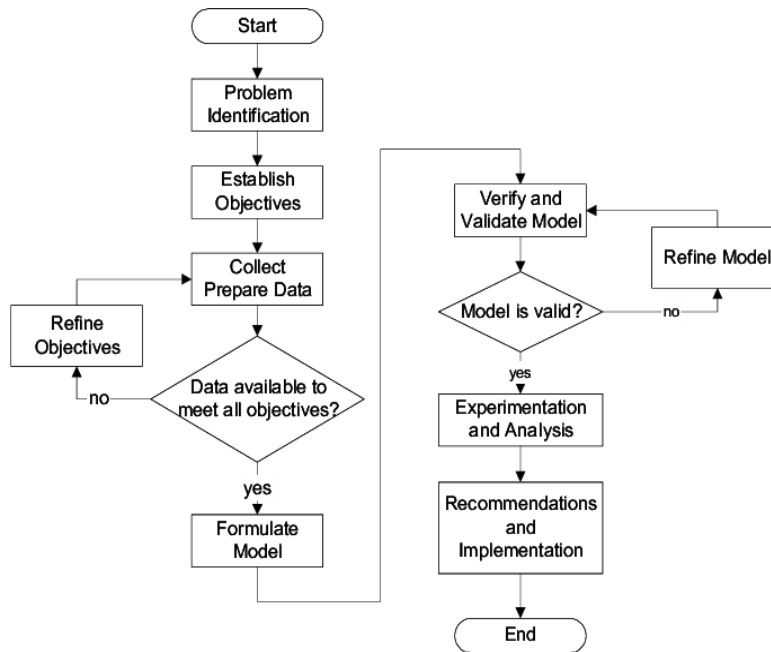 Start
Problem
Identification
Establish
Objectives
Collect
Prepare Data
Refine
Objectives
Data available to
meet all objectives?
no
yes
Formulate
Model
Verify and
Validate Model
Refine Model
Model is valid?
no
yes
Experimentation
and Analysis
Recommendations
and
Implementation
End